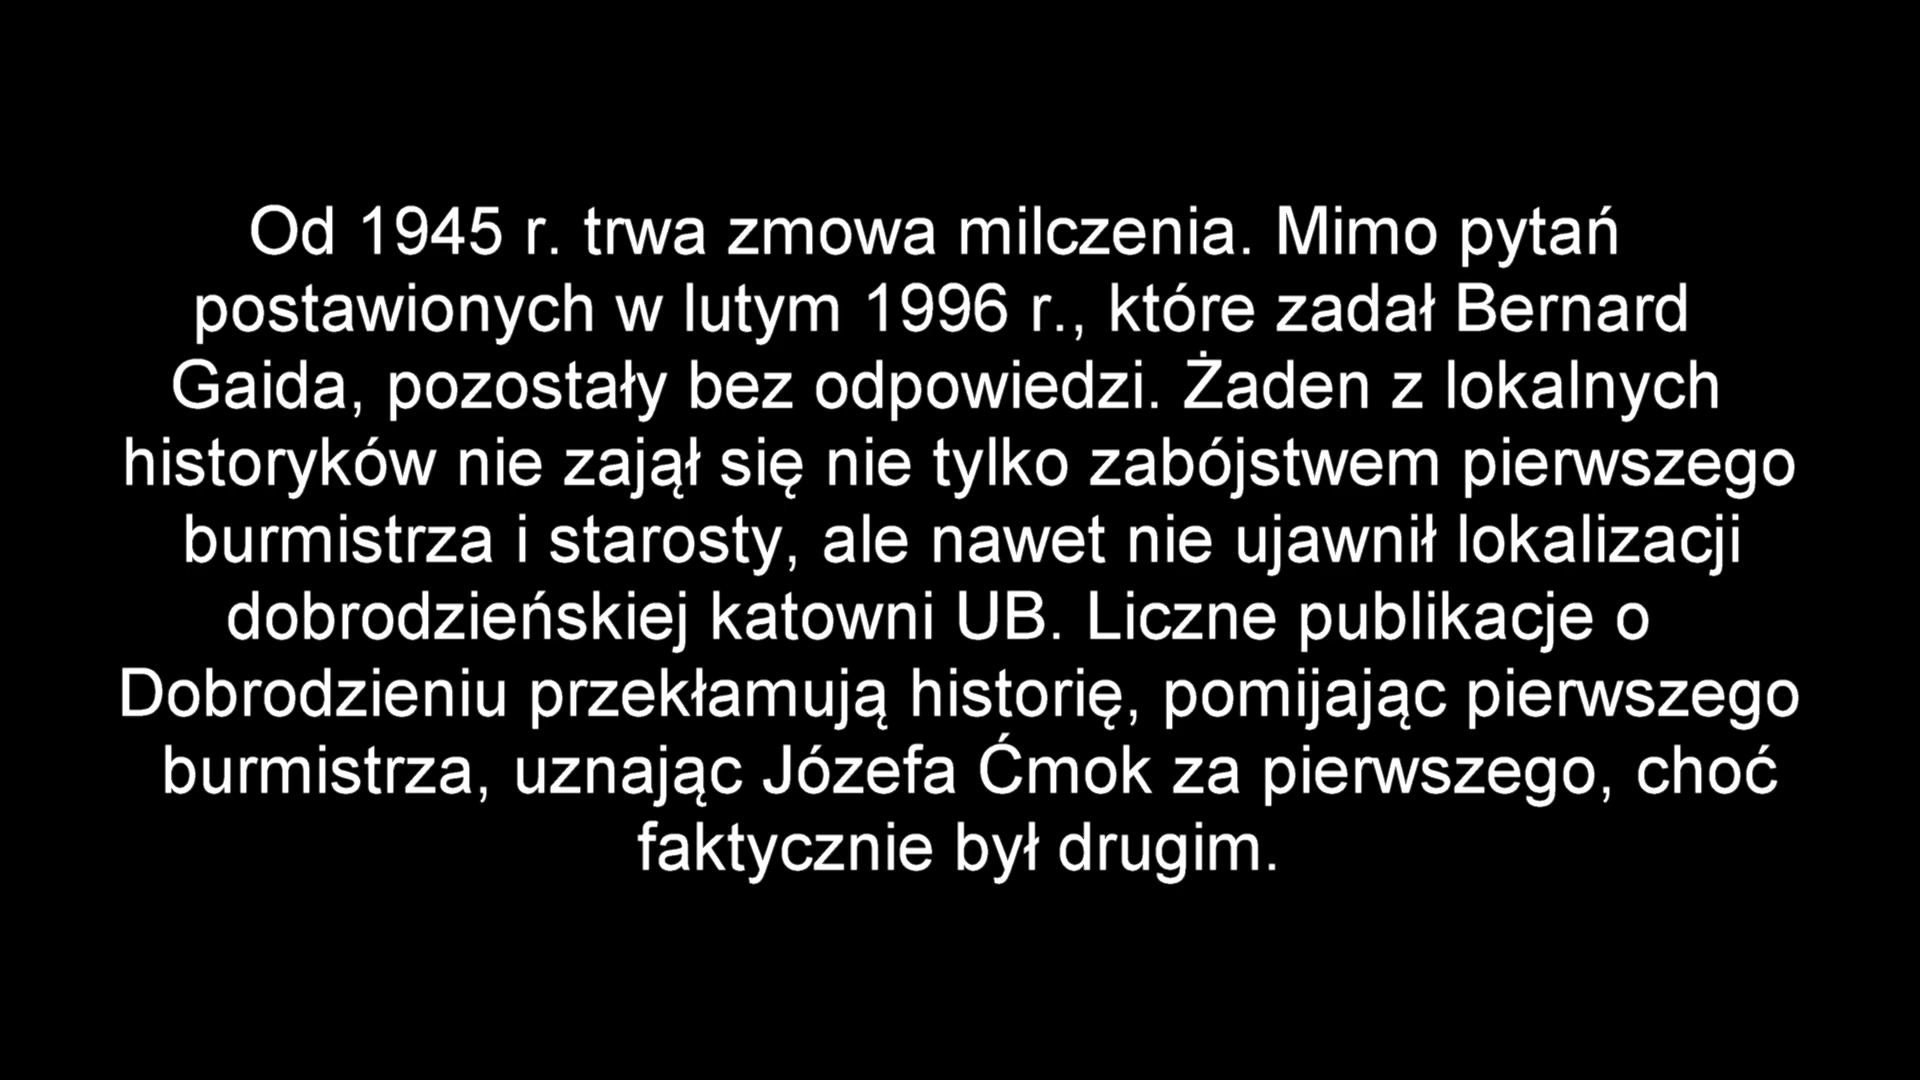 Od 1945 r. trwa zmowa milczenia. Mimo pytań
postawionych w lutym 1996 r., które zadał Bernard
Gaida, pozostały bez odpowiedzi. Żaden z lokalnych
historyków nie zajął się nie tylko zabójstwem pierwszego
burmistrza i starosty, ale nawet nie ujawnił lokalizacji
dobrodzieńskiej katowni UB. Liczne publikacje o
Dobrodzieniu przekłamują historię, pomijając pierwszego
burmistrza, uznając Józefa Ćmok za pierwszego, choć
faktycznie był drugim.